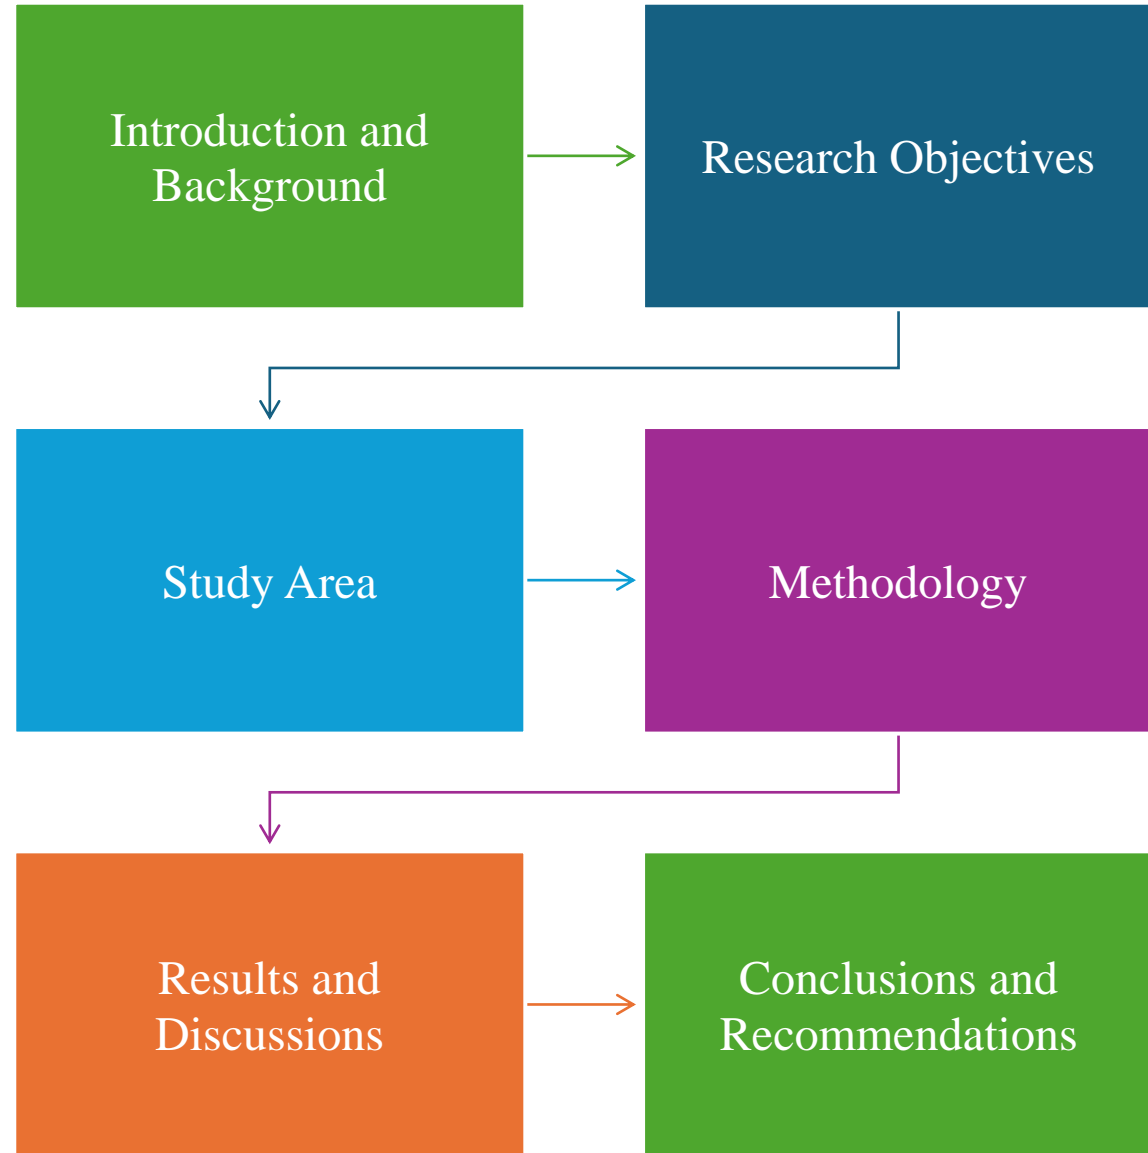 Introduction and
Background
Research Objectives
Study Area
Methodology
Results and
Discussions
Conclusions and
Recommendations